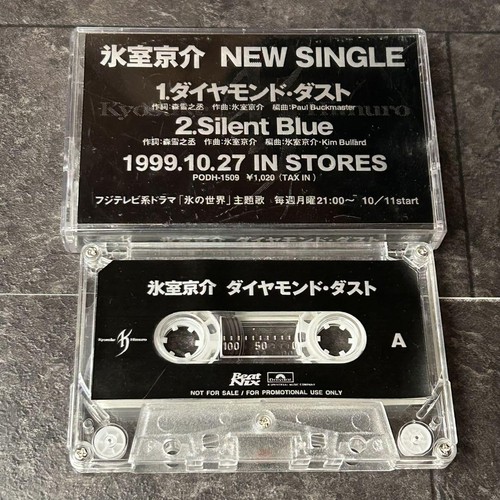 氷室京介 NEW SINGLE
1.ダイヤモンド・ダスト
作詞:森雪之丞 作曲:氷室京介 編曲:Paul Buckmaster
2.Silent Blue
作詞:森雪之丞 作曲:氷室京介 編曲:氷室京介・Kim Bullard
1999.10.27 IN STORES
PODH-1509 ¥1,020(TAX IN)
フジテレビ系ドラマ「氷の世界」主題歌 毎週月曜21:00〜 10/11start
氷室京介 ダイヤモンド・ダスト
Kyosuke Himuro
100 50 0
A
Beat Nix
NOT FOR SALE / FOR PROMOTIONAL USE ONLY